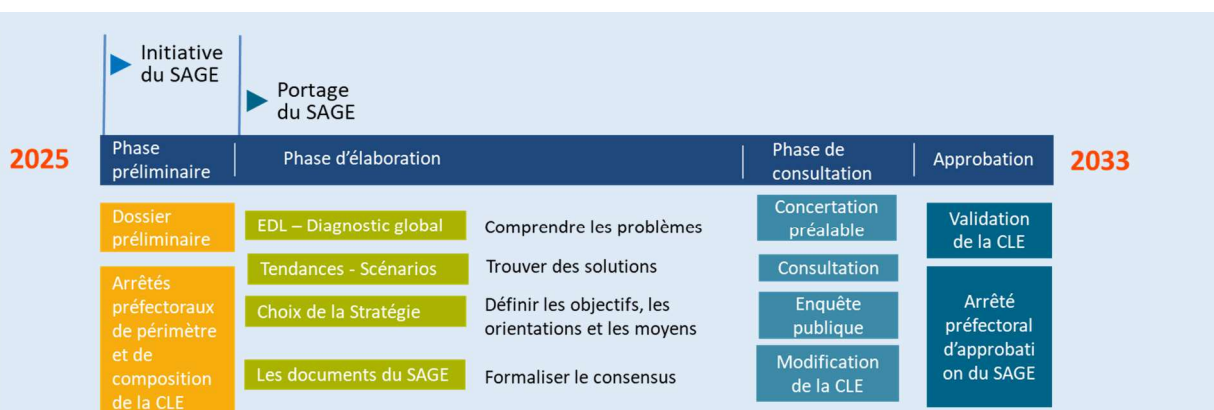 Initiative
du SAGE
Portage
du SAGE
2025
Phase
préliminaire
Phase d'élaboration
Phase de
consultation
Approbation
2033
Dossier
préliminaire
Arrêtés
préfectoraux
de périmètre
et de
composition
de la CLE
EDL – Diagnostic global
Comprendre les problèmes
Tendances - Scénarios
Trouver des solutions
Choix de la Stratégie
Définir les objectifs, les
orientations et les moyens
Les documents du SAGE
Formaliser le consensus
Concertation
préalable
Consultation
Enquête
publique
Modification
de la CLE
Validation
de la CLE
Arrêté
préfectoral
d'approbati
on du SAGE